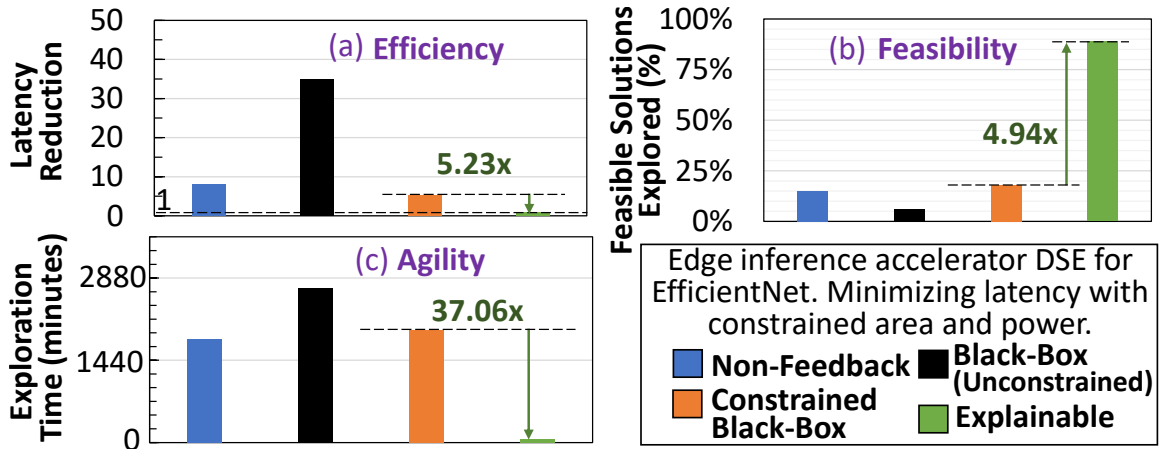 Latency
Reduction
50
40
30
20
10
0
1
(a) Efficiency
5.23x
Feasible Solutions
Explored (%)
100%
75%
50%
25%
0%
(b) Feasibility
4.94x
Exploration
Time (minutes)
2880
1440
0
(c) Agility
37.06x
Edge inference accelerator DSE for
EfficientNet. Minimizing latency with
constrained area and power.
Non-Feedback
Black-Box
(Unconstrained)
Constrained
Black-Box
Explainable